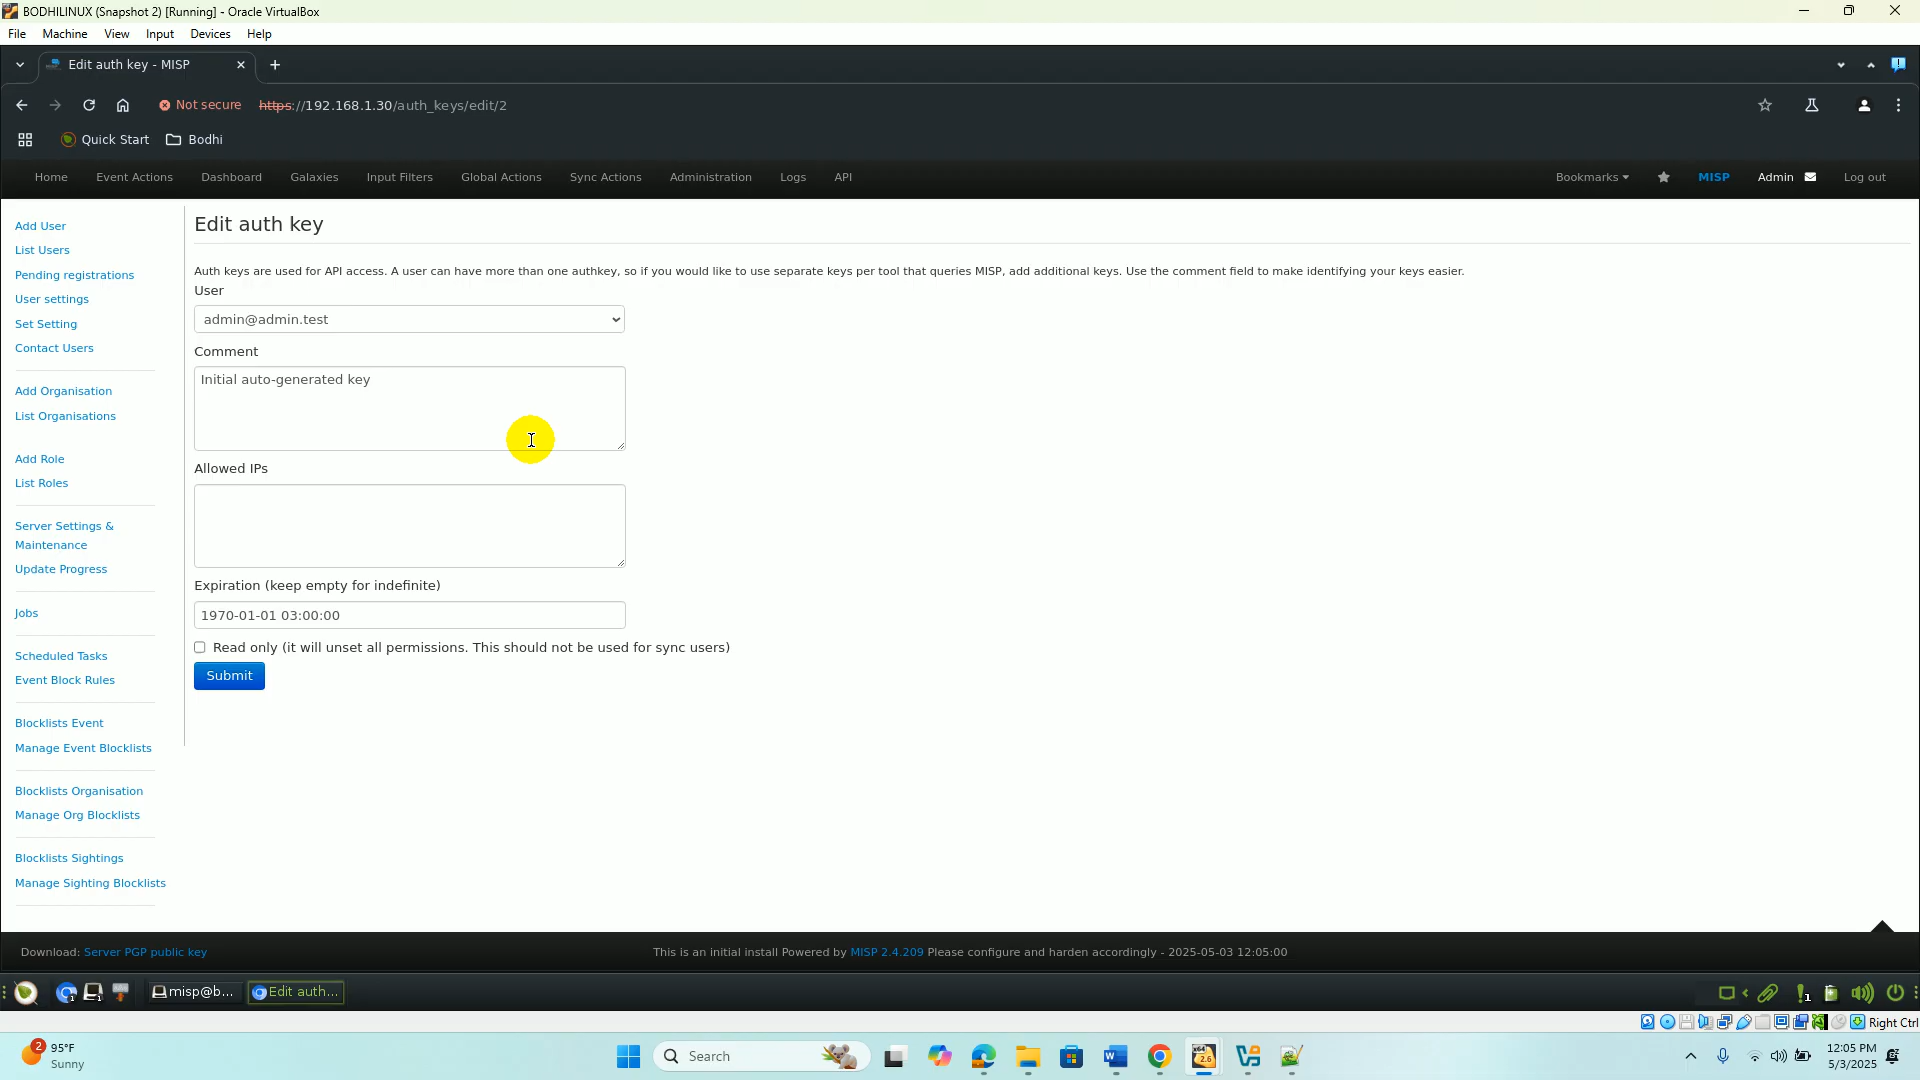 BODHILINUX (Snapshot 2) [Running] - Oracle VirtualBox
File Machine View Input Devices Help
Edit auth key - MISP
Not secure https://192.168.1.30/auth_keys/edit/2
Quick Start Bodhi
Home Event Actions Dashboard Galaxies Input Filters Global Actions Sync Actions Administration Logs API Bookmarks MISP Admin Log out
Add User
List Users
Pending registrations
User settings
Set Setting
Contact Users
Add Organisation
List Organisations
Add Role
List Roles
Server Settings &
Maintenance
Update Progress
Jobs
Scheduled Tasks
Event Block Rules
Blocklists Event
Manage Event Blocklists
Blocklists Organisation
Manage Org Blocklists
Blocklists Sightings
Manage Sighting Blocklists
Edit auth key
Auth keys are used for API access. A user can have more than one authkey, so if you would like to use separate keys per tool that queries MISP, add additional keys. Use the comment field to make identifying your keys easier.
User
admin@admin.test
Comment
Initial auto-generated key
Allowed IPs
Expiration (keep empty for indefinite)
1970-01-01 03:00:00
Read only (it will unset all permissions. This should not be used for sync users)
Submit
Download: Server PGP public key This is an initial install Powered by MISP 2.4.209 Please configure and harden accordingly - 2025-05-03 12:05:00
misp@b... Edit auth...
Right Ctrl
2 95°F
Sunny
Search
12:05 PM
5/3/2025